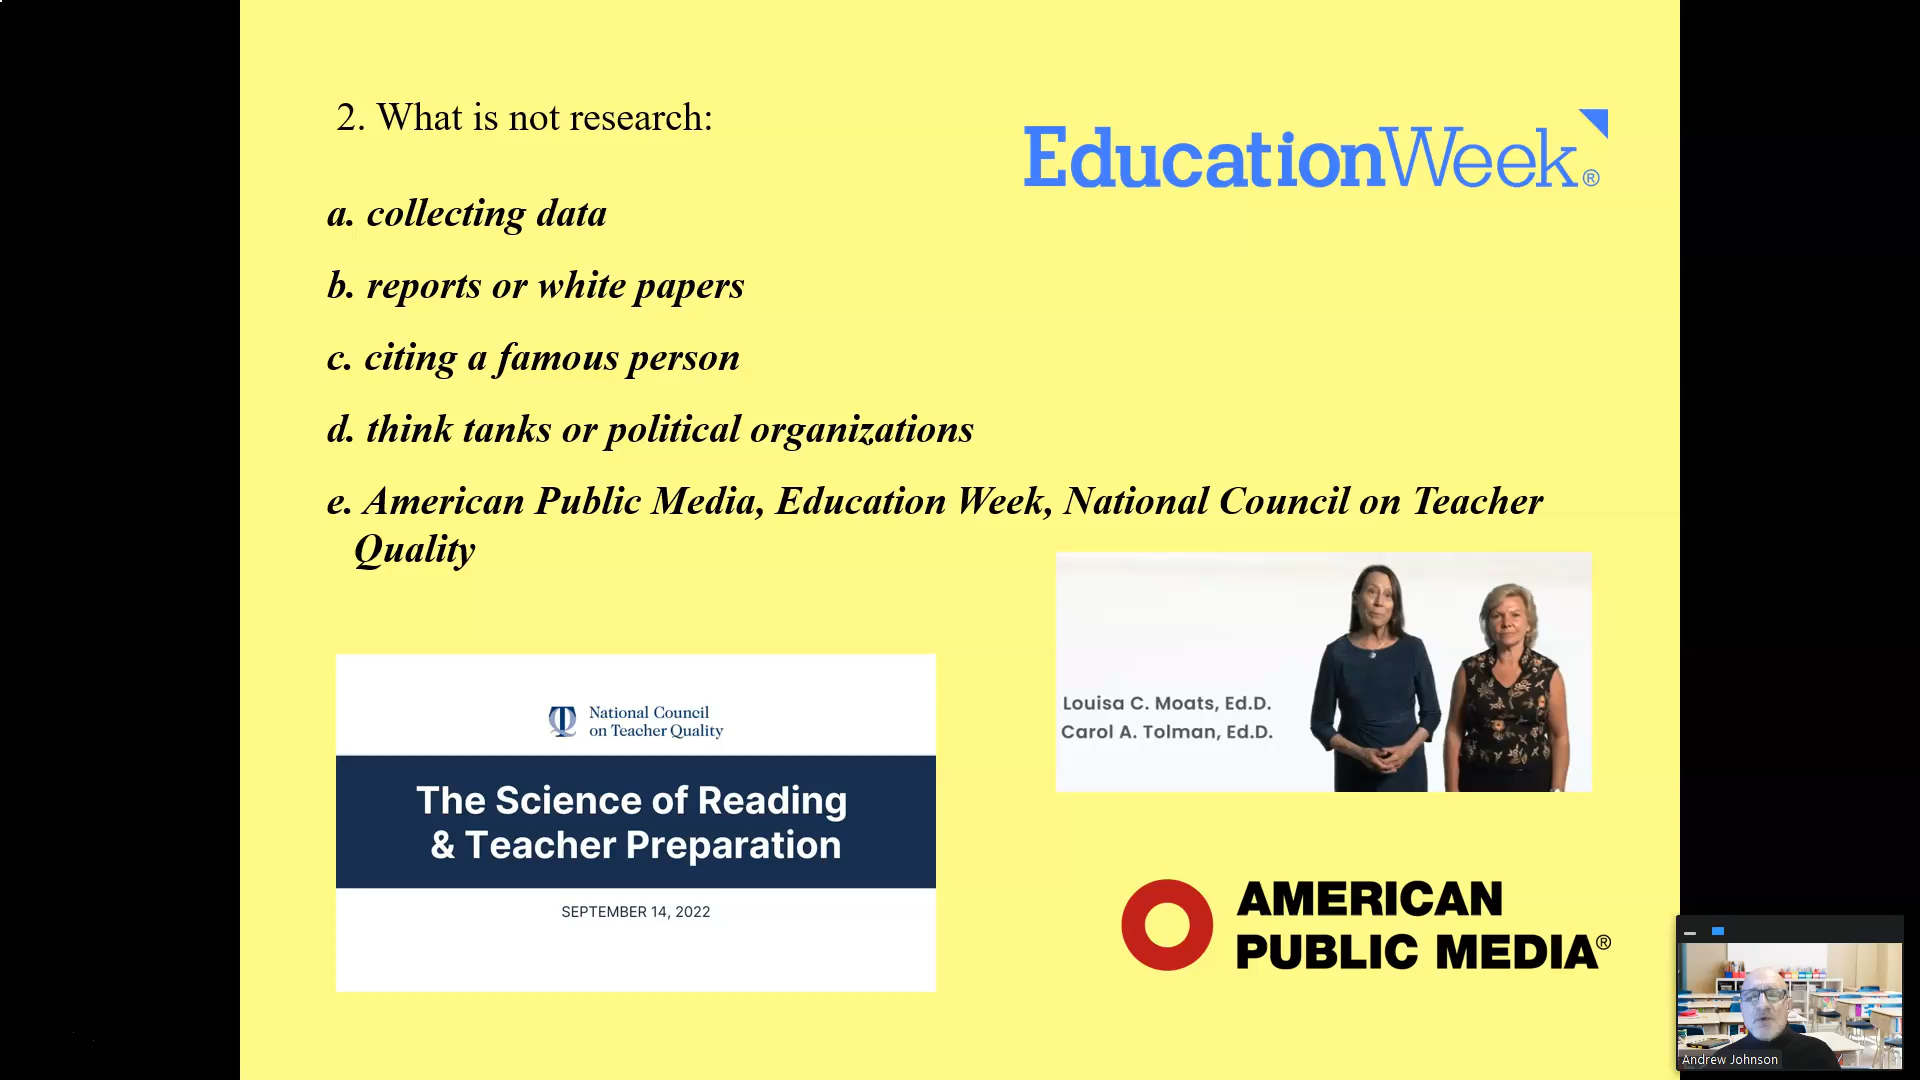 2. What is not research:
EducationWeek®
a. collecting data
b. reports or white papers
c. citing a famous person
d. think tanks or political organizations
e. American Public Media, Education Week, National Council on Teacher
Quality
Louisa C. Moats, Ed.D.
Carol A. Tolman, Ed.D.
National Council
on Teacher Quality
The Science of Reading
& Teacher Preparation
SEPTEMBER 14, 2022
AMERICAN
PUBLIC MEDIA®
Andrew Johnson